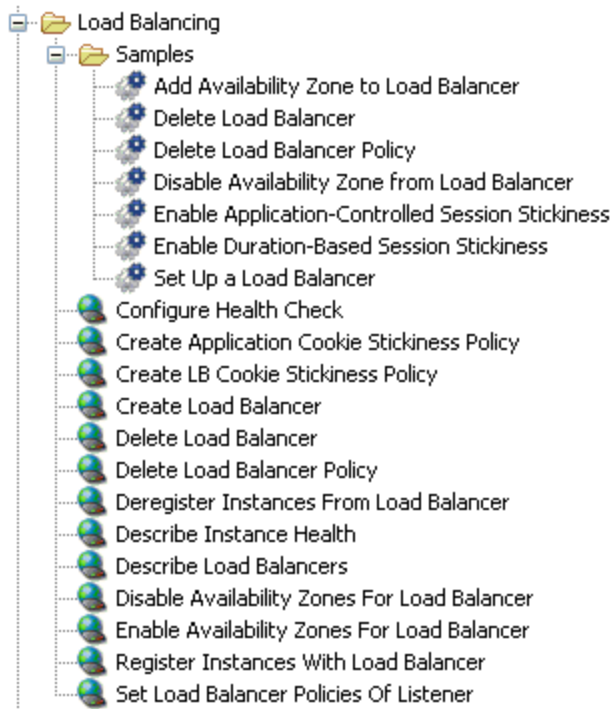 Load Balancing
Samples
Add Availability Zone to Load Balancer
Delete Load Balancer
Delete Load Balancer Policy
Disable Availability Zone from Load Balancer
Enable Application-Controlled Session Stickiness
Enable Duration-Based Session Stickiness
Set Up a Load Balancer
Configure Health Check
Create Application Cookie Stickiness Policy
Create LB Cookie Stickiness Policy
Create Load Balancer
Delete Load Balancer
Delete Load Balancer Policy
Deregister Instances From Load Balancer
Describe Instance Health
Describe Load Balancers
Disable Availability Zones For Load Balancer
Enable Availability Zones For Load Balancer
Register Instances With Load Balancer
Set Load Balancer Policies Of Listener